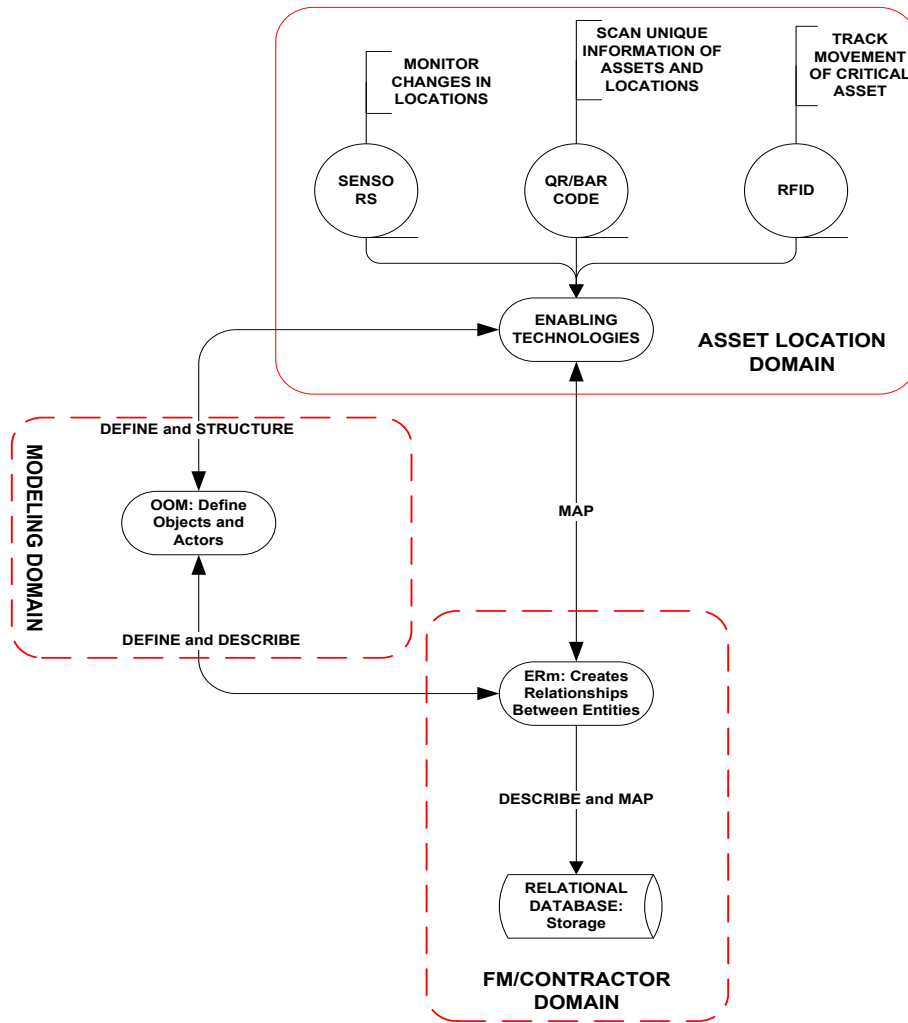 MONITOR
CHANGES IN
LOCATIONS
SCAN UNIQUE
INFORMATION OF
ASSETS AND
LOCATIONS
TRACK
MOVEMENT
OF CRITICAL
ASSET
SENSO
RS
QR/BAR
CODE
RFID
ENABLING
TECHNOLOGIES
ASSET LOCATION
DOMAIN
DEFINE and STRUCTURE
MODELING DOMAIN
OOM: Define
Objects and
Actors
MAP
DEFINE and DESCRIBE
ERm: Creates
Relationships
Between Entities
DESCRIBE and MAP
RELATIONAL
DATABASE:
Storage
FM/CONTRACTOR
DOMAIN